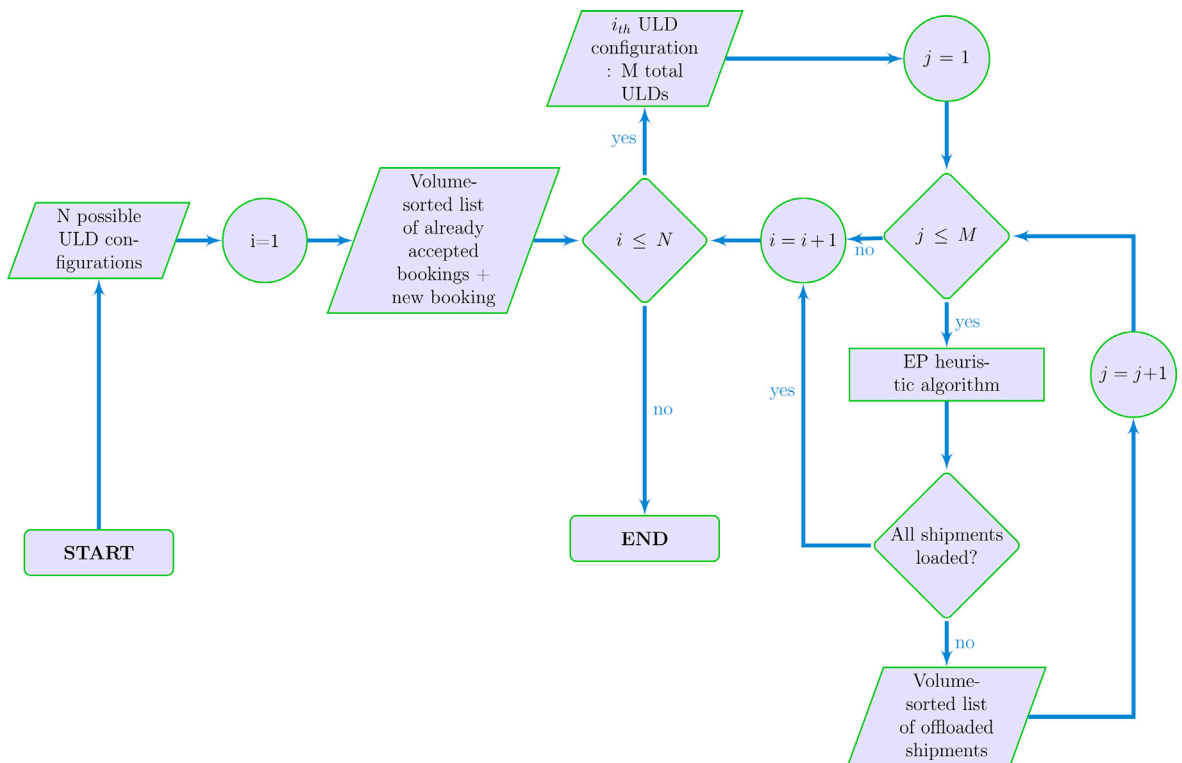 i_th ULD
configuration
: M total
ULDs
j = 1
yes
N possible
ULD con-
figurations
i=1
Volume-
sorted list
of already
accepted
bookings +
new booking
i ≤ N
i = i+1
no
j ≤ M
yes
EP heuris-
tic algorithm
j = j+1
yes
no
START
END
All shipments
loaded?
no
Volume-
sorted list
of offloaded
shipments